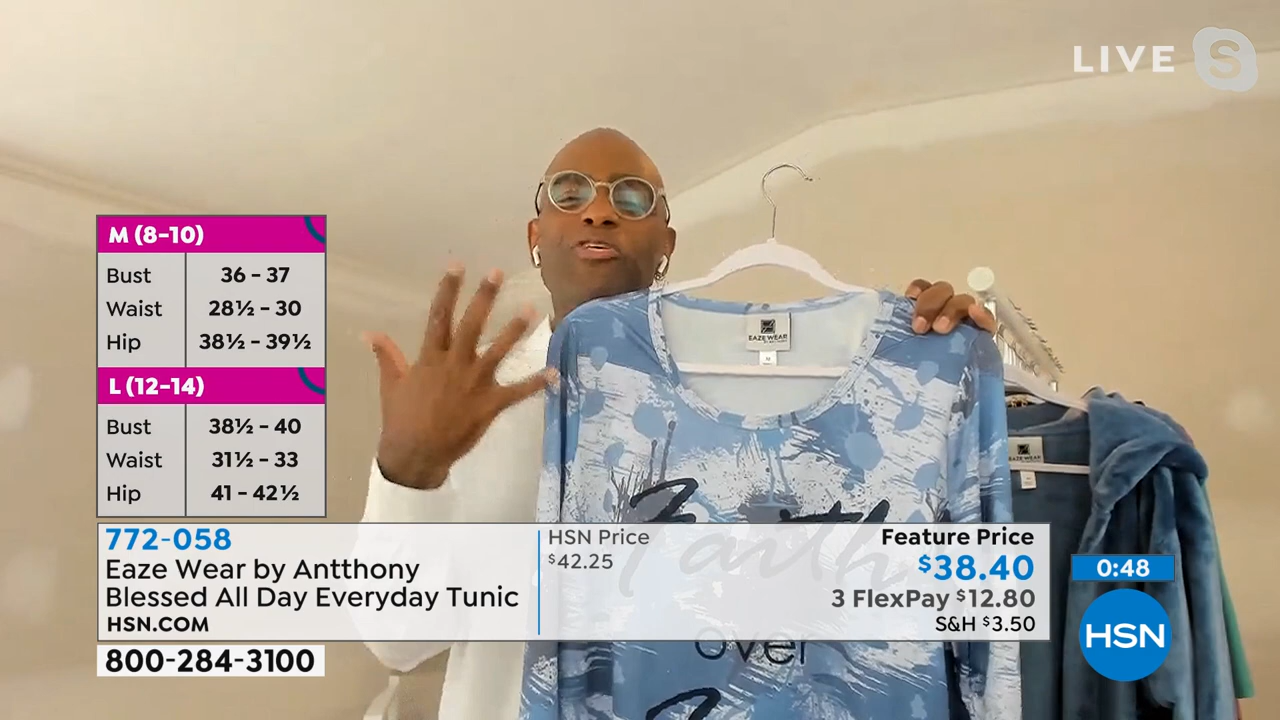 LIVE S
M (8-10)
Bust 36 - 37
Waist 28½ - 30
Hip 38½ - 39½
L (12-14)
Bust 38½ - 40
Waist 31½ - 33
Hip 41 - 42½
EAZE WEAR
EAZE WEAR
Faith
over
772-058
Eaze Wear by Antthony
Blessed All Day Everyday Tunic
HSN.COM
HSN Price
$42.25
Feature Price
$38.40
3 FlexPay $12.80
S&H $3.50
0:48
HSN
800-284-3100